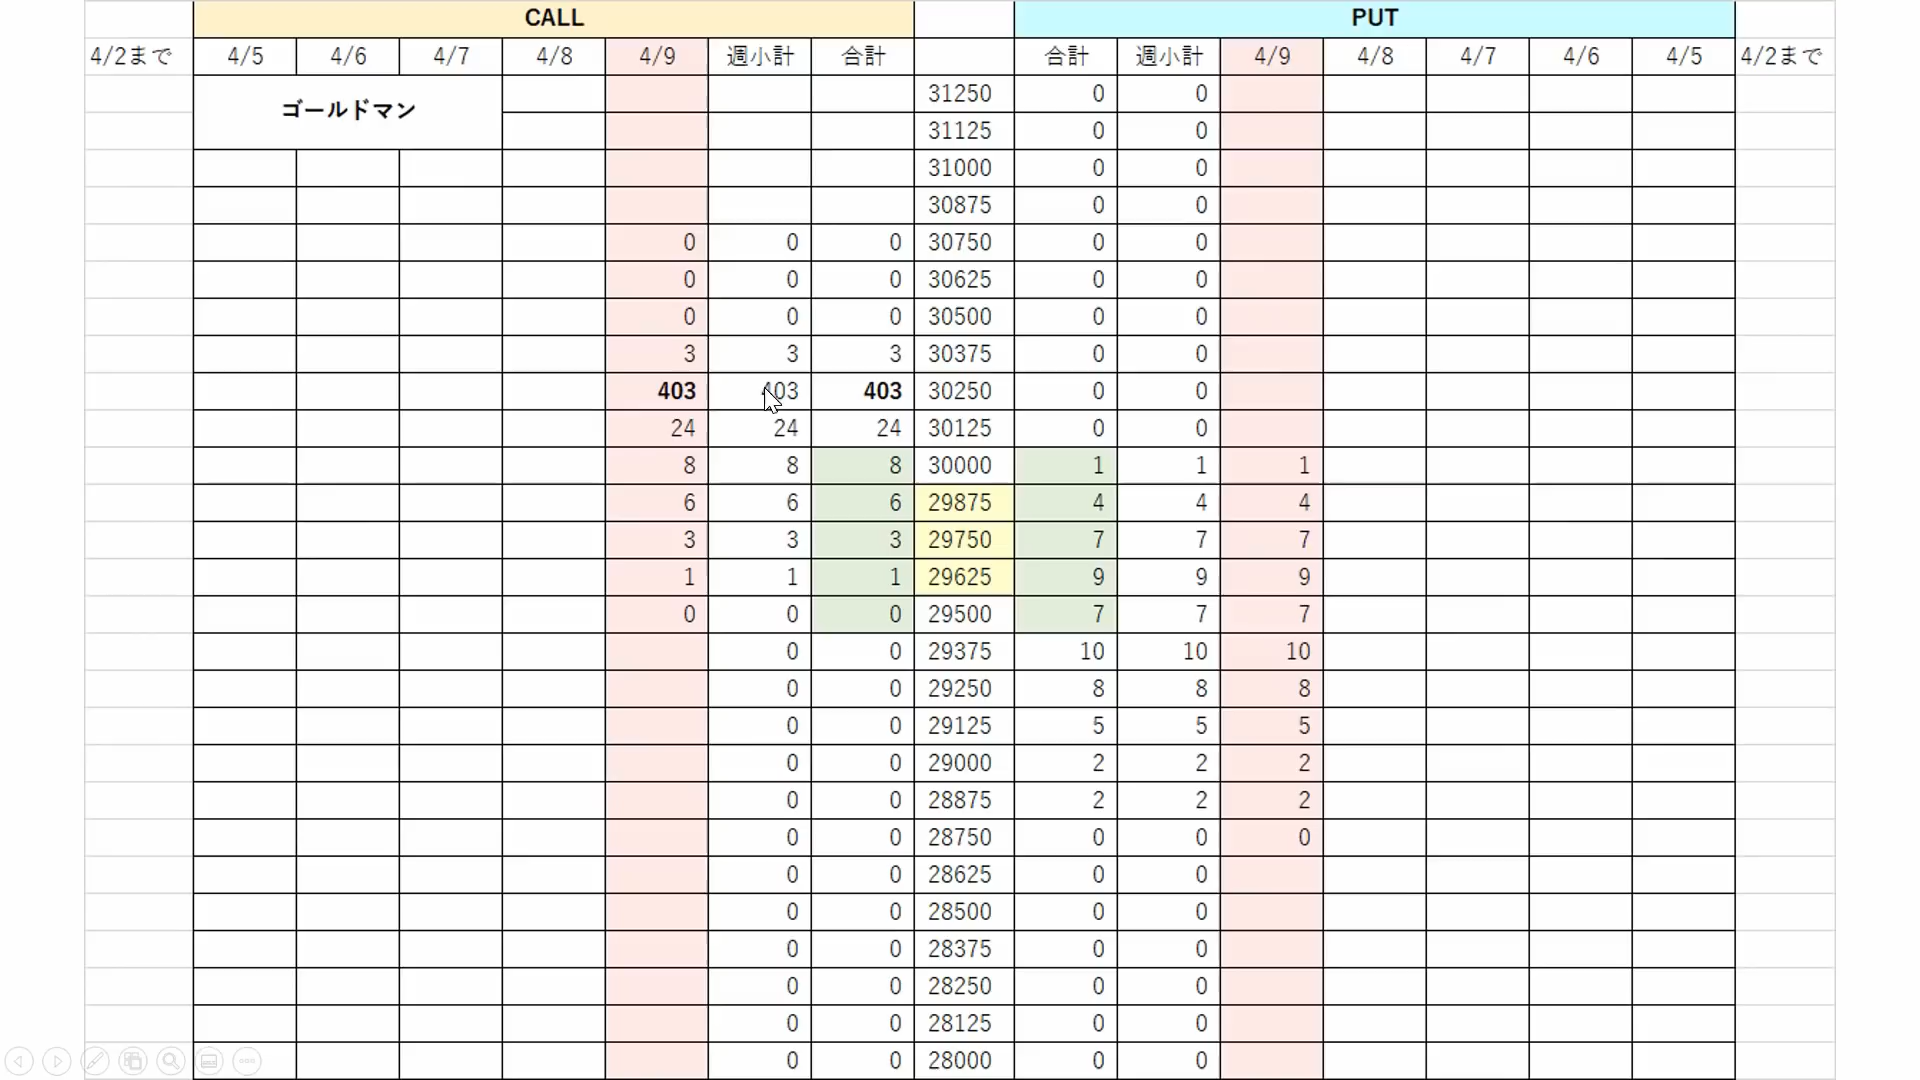 CALL PUT
4/2まで 4/5 4/6 4/7 4/8 4/9 週小計 合計 合計 週小計 4/9 4/8 4/7 4/6 4/5 4/2まで
ゴールドマン
31250 0 0
31125 0 0
31000 0 0
30875 0 0
0 0 0 30750 0 0
0 0 0 30625 0 0
0 0 0 30500 0 0
3 3 3 30375 0 0
403 403 403 30250 0 0
24 24 24 30125 0 0
8 8 8 30000 1 1 1
6 6 6 29875 4 4 4
3 3 3 29750 7 7 7
1 1 1 29625 9 9 9
0 0 0 29500 7 7 7
0 0 29375 10 10 10
0 0 29250 8 8 8
0 0 29125 5 5 5
0 0 29000 2 2 2
0 0 28875 2 2 2
0 0 28750 0 0 0
0 0 28625 0 0
0 0 28500 0 0
0 0 28375 0 0
0 0 28250 0 0
0 0 28125 0 0
0 0 28000 0 0